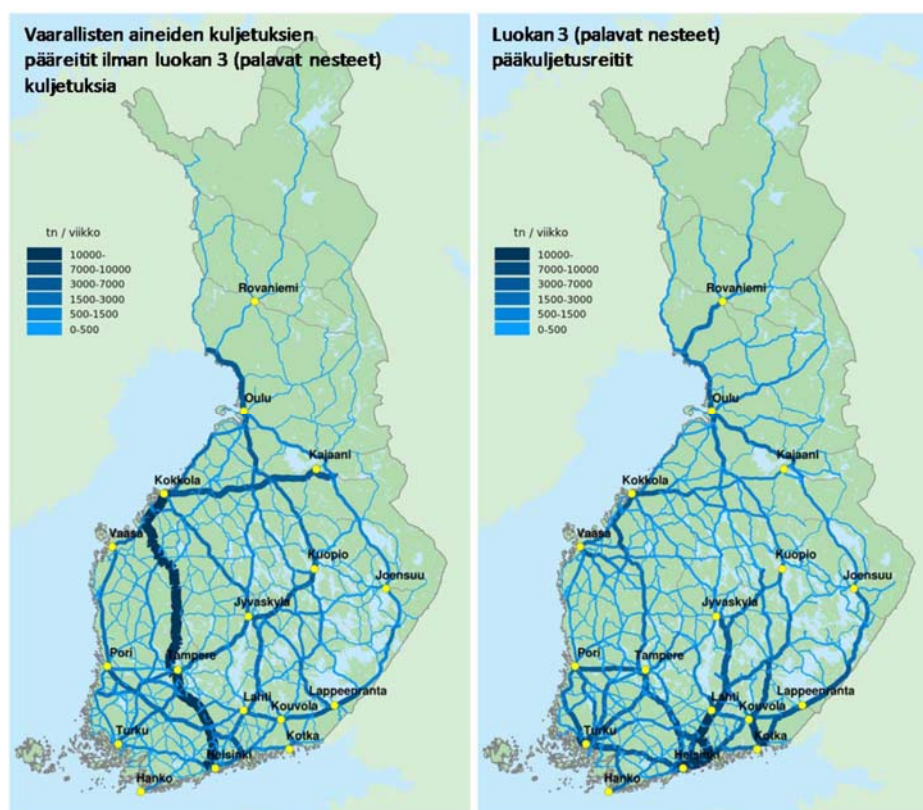 Vaarallisten aineiden kuljetuksien
pääreitit ilman luokan 3 (palavat nesteet)
kuljetuksia
tn / viikko
10000-
7000-10000
3000-7000
1500-3000
500-1500
0-500
Rovaniemi
Oulu
Kajaani
Kokkola
Vaasa
Kuopio
Joensuu
Jyvaskyla
Pori
Tampere
Lahti
Lappeenranta
Kouvola
Turku
Kotka
Helsinki
Hanko
Luokan 3 (palavat nesteet)
pääkuljetusreitit
tn / viikko
10000-
7000-10000
3000-7000
1500-3000
500-1500
0-500
Rovaniemi
Oulu
Kajaani
Kokkola
Vaasa
Kuopio
Joensuu
Jyvaskyla
Pori
Tampere
Lahti
Lappeenranta
Kouvola
Turku
Kotka
Helsinki
Hanko